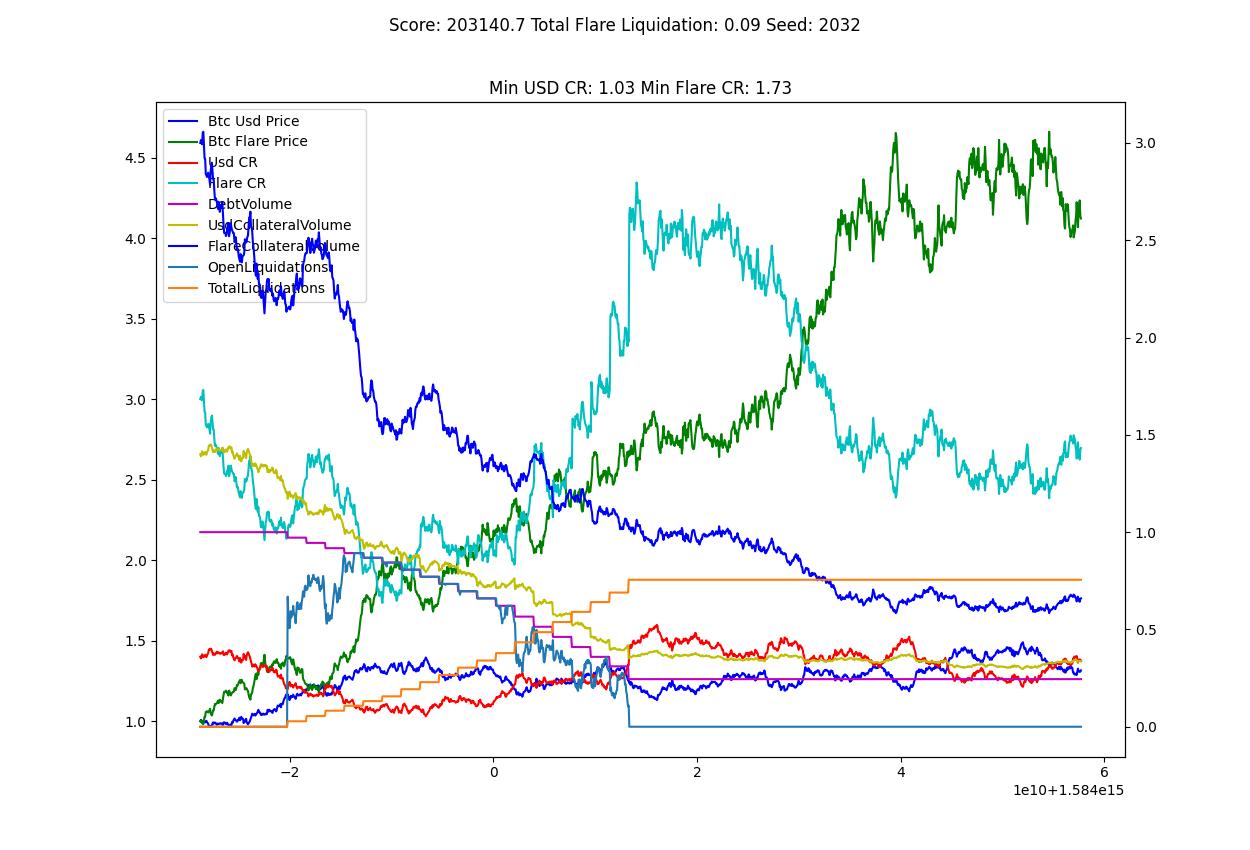 Score: 203140.7 Total Flare Liquidation: 0.09 Seed: 2032
Min USD CR: 1.03 Min Flare CR: 1.73
Btc Usd Price
Btc Flare Price
Usd CR
Flare CR
DebtVolume
UsdCollateralVolume
FlareCollateralVolume
OpenLiquidations
TotalLiquidations
4.5
4.0
3.5
3.0
2.5
2.0
1.5
1.0
3.0
2.5
2.0
1.5
1.0
0.5
0.0
−2
0
2
4
6
1e10+1.584e15